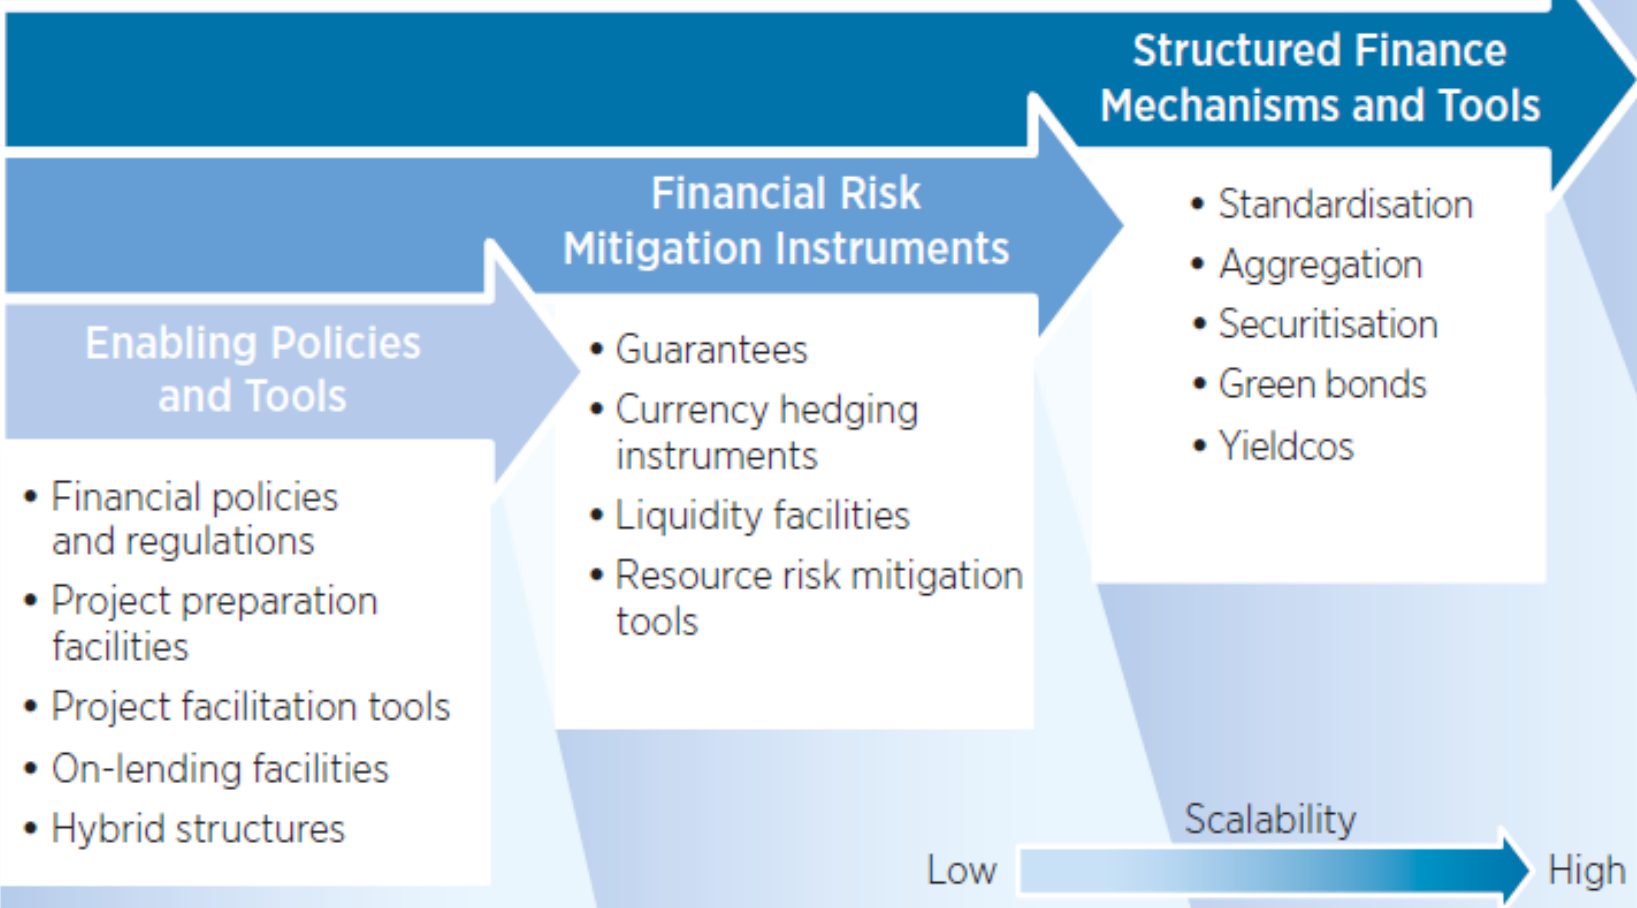 Structured Finance
Mechanisms and Tools
• Standardisation
• Aggregation
• Securitisation
• Green bonds
• Yieldcos
Financial Risk
Mitigation Instruments
• Guarantees
• Currency hedging
instruments
• Liquidity facilities
• Resource risk mitigation
tools
Enabling Policies
and Tools
• Financial policies
and regulations
• Project preparation
facilities
• Project facilitation tools
• On-lending facilities
• Hybrid structures
Scalability
Low
High